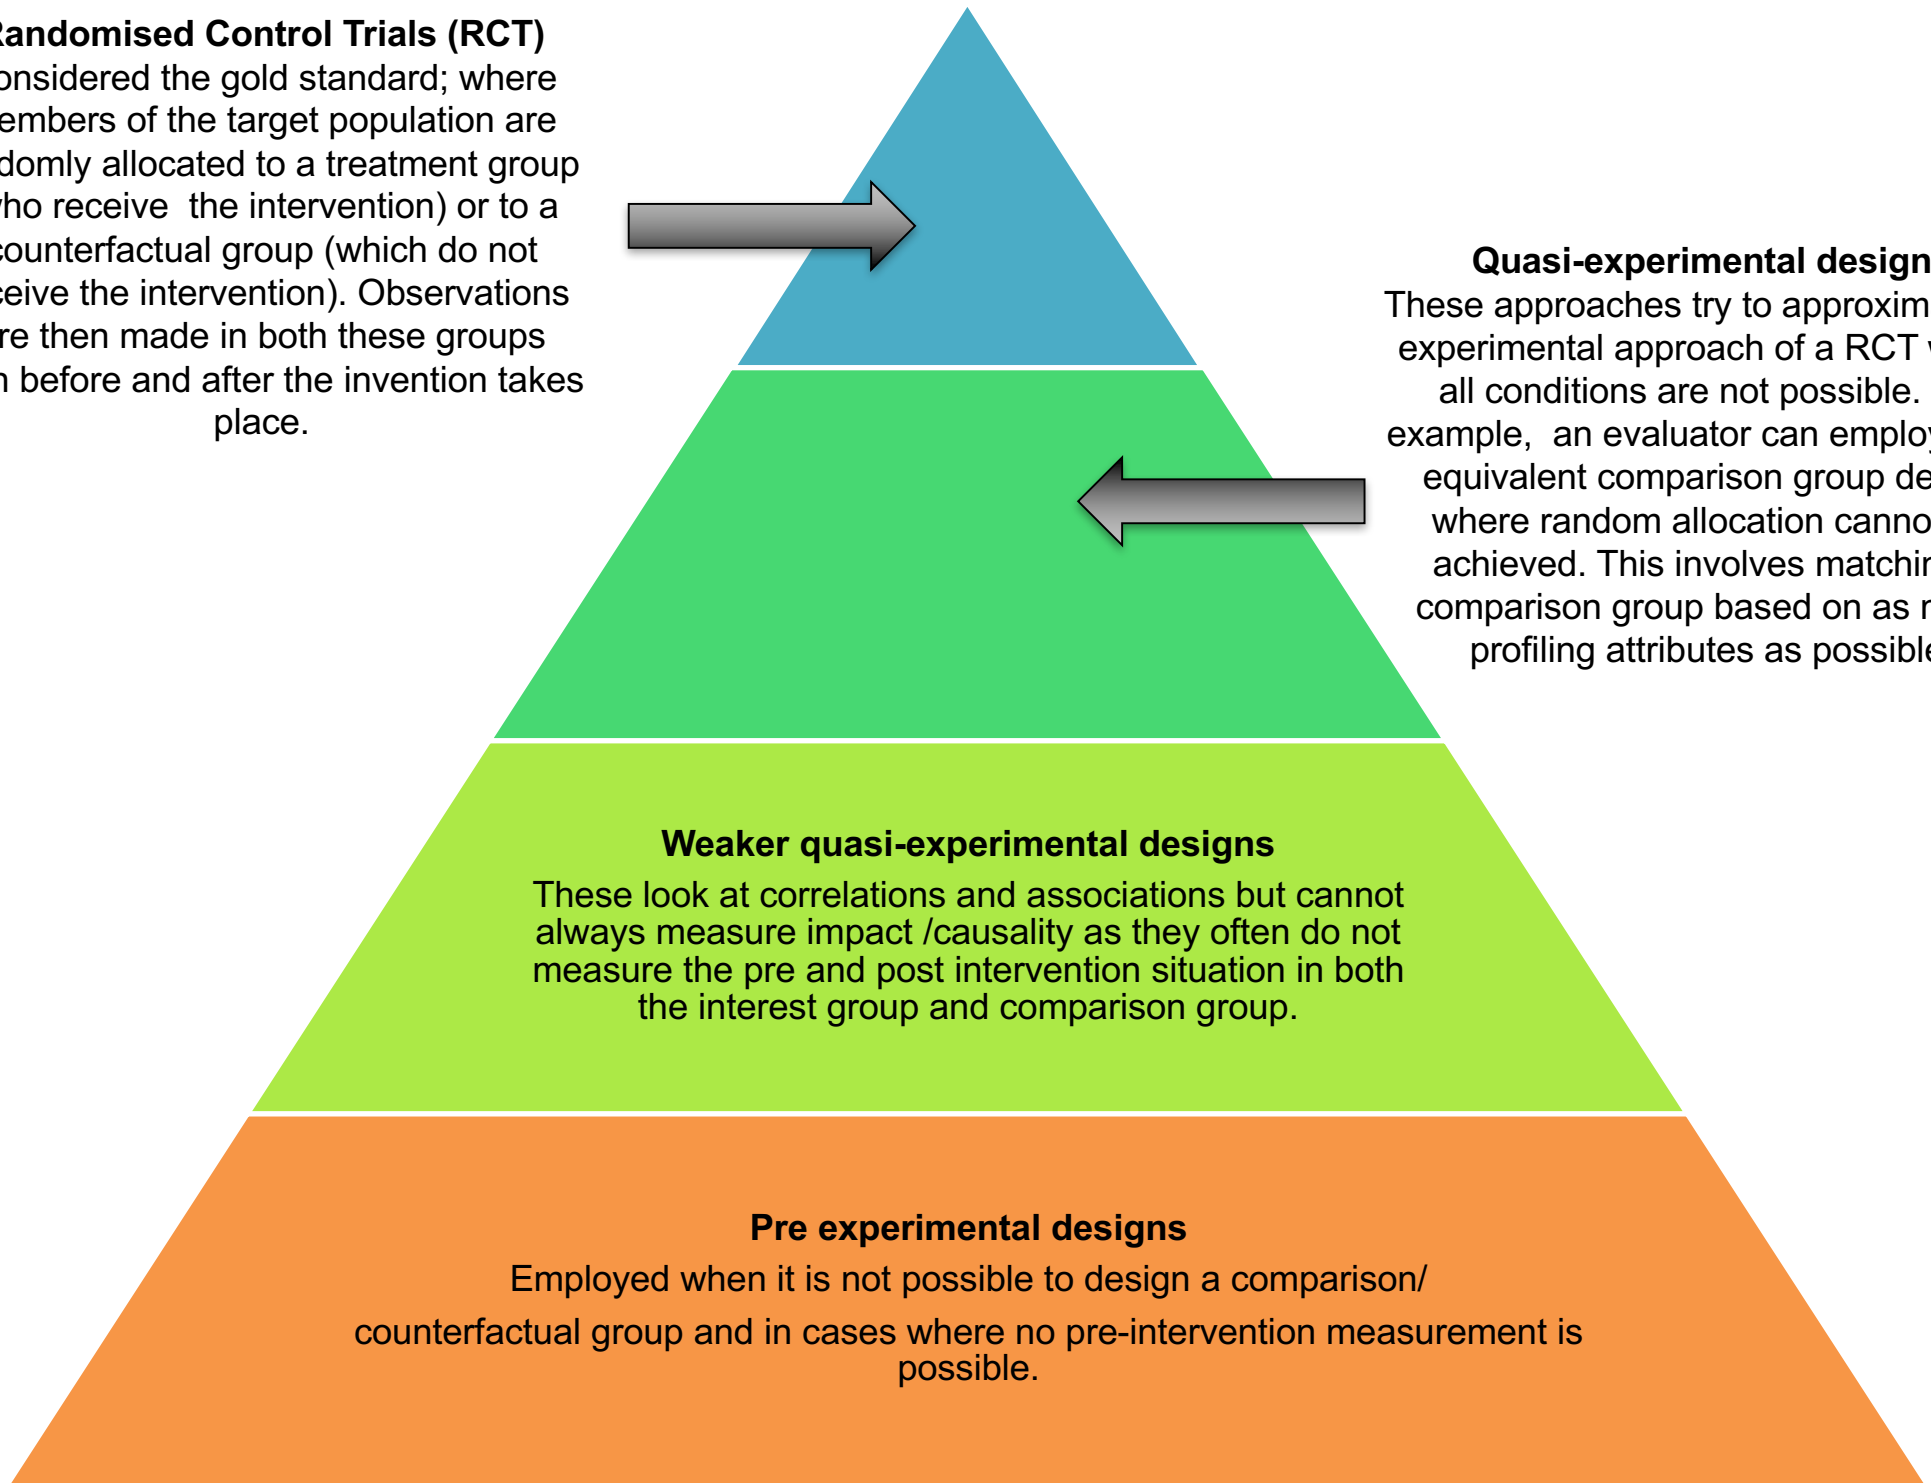 Randomised Control Trials (RCT)
onsidered the gold standard; where
embers of the target population are
domly allocated to a treatment group
who receive  the intervention) or to a
counterfactual group (which do not
ceive the intervention). Observations
re then made in both these groups
h before and after the invention takes
place.
Quasi-experimental design
These approaches try to approxim
experimental approach of a RCT w
all conditions are not possible.
example,  an evaluator can employ
equivalent comparison group de
where random allocation canno
achieved. This involves matchin
comparison group based on as m
profiling attributes as possible
Weaker quasi-experimental designs
These look at correlations and associations but cannot
always measure impact /causality as they often do not
measure the pre and post intervention situation in both
the interest group and comparison group.
Pre experimental designs
Employed when it is not possible to design a comparison/
counterfactual group and in cases where no pre-intervention measurement is
possible.